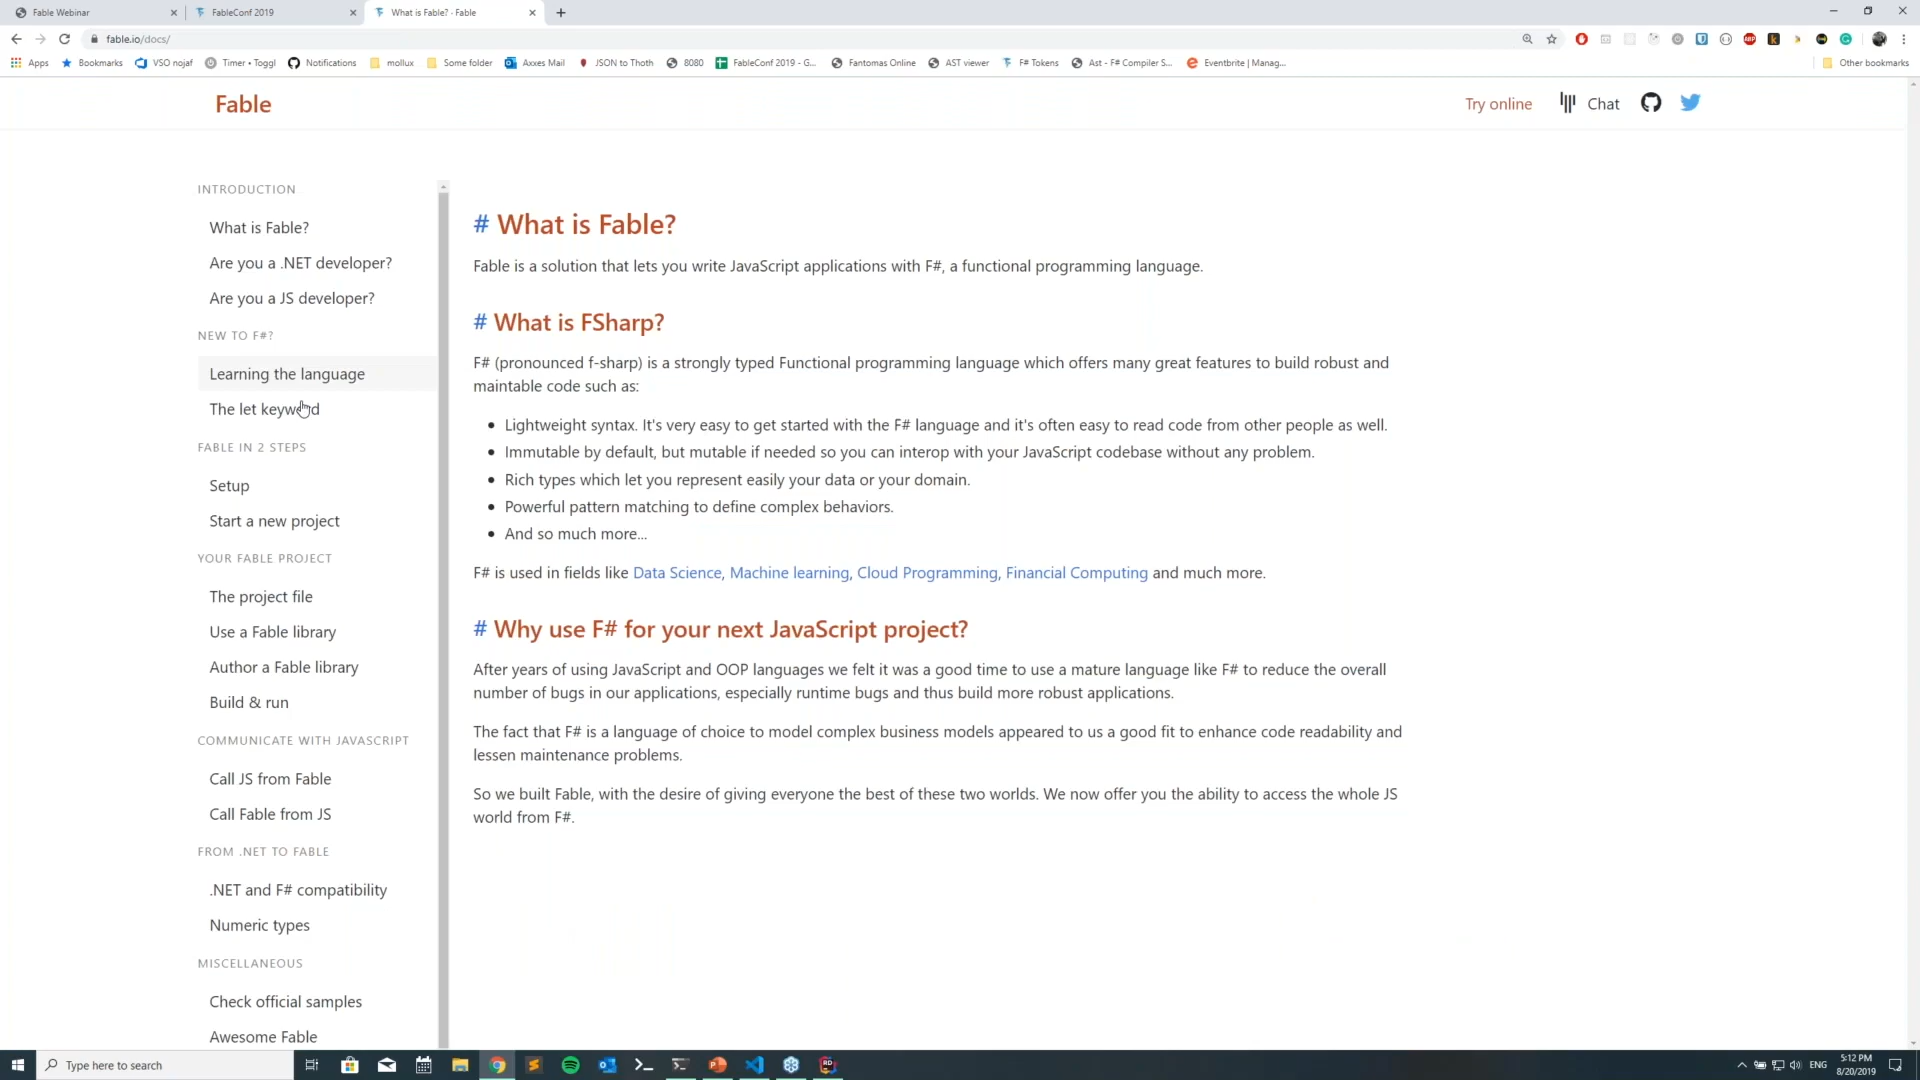 Fable Webinar
FableConf 2019
What is Fable? · Fable
fable.io/docs/
Apps
Bookmarks
VSO nojaf
Timer • Toggl
Notifications
mollux
Some folder
Axxes Mail
JSON to Thoth
8080
FableConf 2019 - G...
Fantomas Online
AST viewer
F# Tokens
Ast - F# Compiler S...
Eventbrite | Manag...
Other bookmarks
Fable
Try online
Chat
INTRODUCTION
What is Fable?
Are you a .NET developer?
Are you a JS developer?
NEW TO F#?
Learning the language
The let keyword
FABLE IN 2 STEPS
Setup
Start a new project
YOUR FABLE PROJECT
The project file
Use a Fable library
Author a Fable library
Build & run
COMMUNICATE WITH JAVASCRIPT
Call JS from Fable
Call Fable from JS
FROM .NET TO FABLE
.NET and F# compatibility
Numeric types
MISCELLANEOUS
Check official samples
Awesome Fable
# What is Fable?
Fable is a solution that lets you write JavaScript applications with F#, a functional programming language.
# What is FSharp?
F# (pronounced f-sharp) is a strongly typed Functional programming language which offers many great features to build robust and
maintable code such as:
• Lightweight syntax. It's very easy to get started with the F# language and it's often easy to read code from other people as well.
• Immutable by default, but mutable if needed so you can interop with your JavaScript codebase without any problem.
• Rich types which let you represent easily your data or your domain.
• Powerful pattern matching to define complex behaviors.
• And so much more...
F# is used in fields like Data Science, Machine learning, Cloud Programming, Financial Computing and much more.
# Why use F# for your next JavaScript project?
After years of using JavaScript and OOP languages we felt it was a good time to use a mature language like F# to reduce the overall
number of bugs in our applications, especially runtime bugs and thus build more robust applications.
The fact that F# is a language of choice to model complex business models appeared to us a good fit to enhance code readability and
lessen maintenance problems.
So we built Fable, with the desire of giving everyone the best of these two worlds. We now offer you the ability to access the whole JS
world from F#.
Type here to search
ENG
5:12 PM
8/20/2019